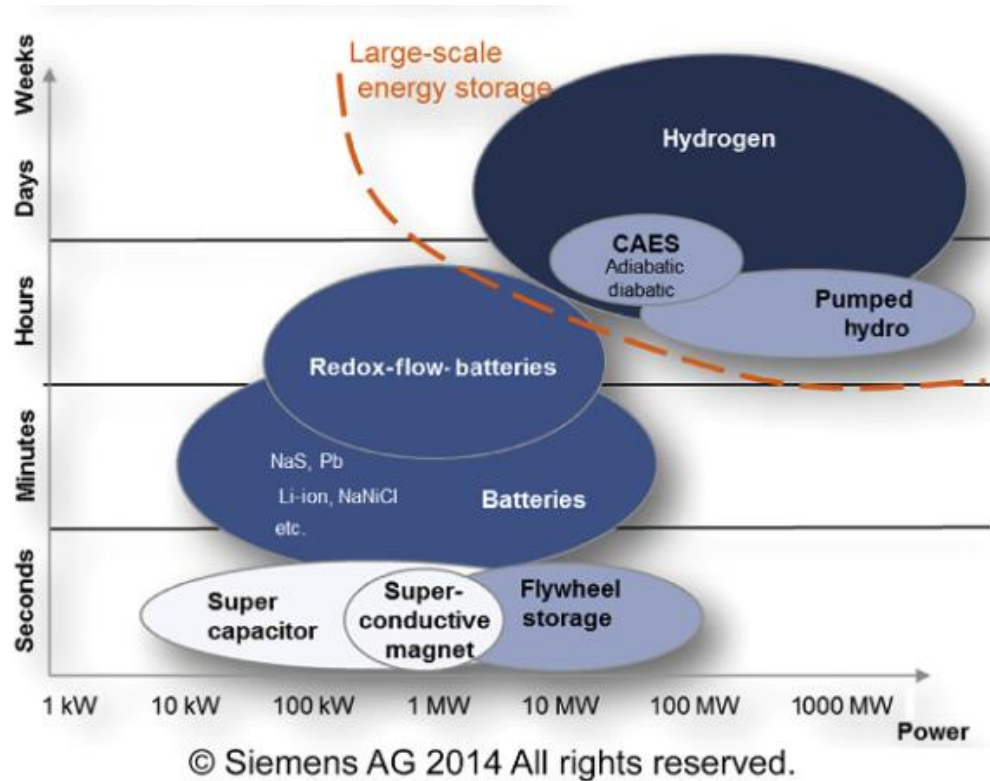 Large-scale
energy storage
Weeks
Days
Hours
Minutes
Seconds
Hydrogen
CAES
Adiabatic
diabatic
Pumped
hydro
Redox-flow-batteries
NaS, Pb
Li-ion, NaNiCl
etc.
Batteries
Super
capacitor
Super-
conductive
magnet
Flywheel
storage
1 kW 10 kW 100 kW 1 MW 10 MW 100 MW 1000 MW
Power
© Siemens AG 2014 All rights reserved.